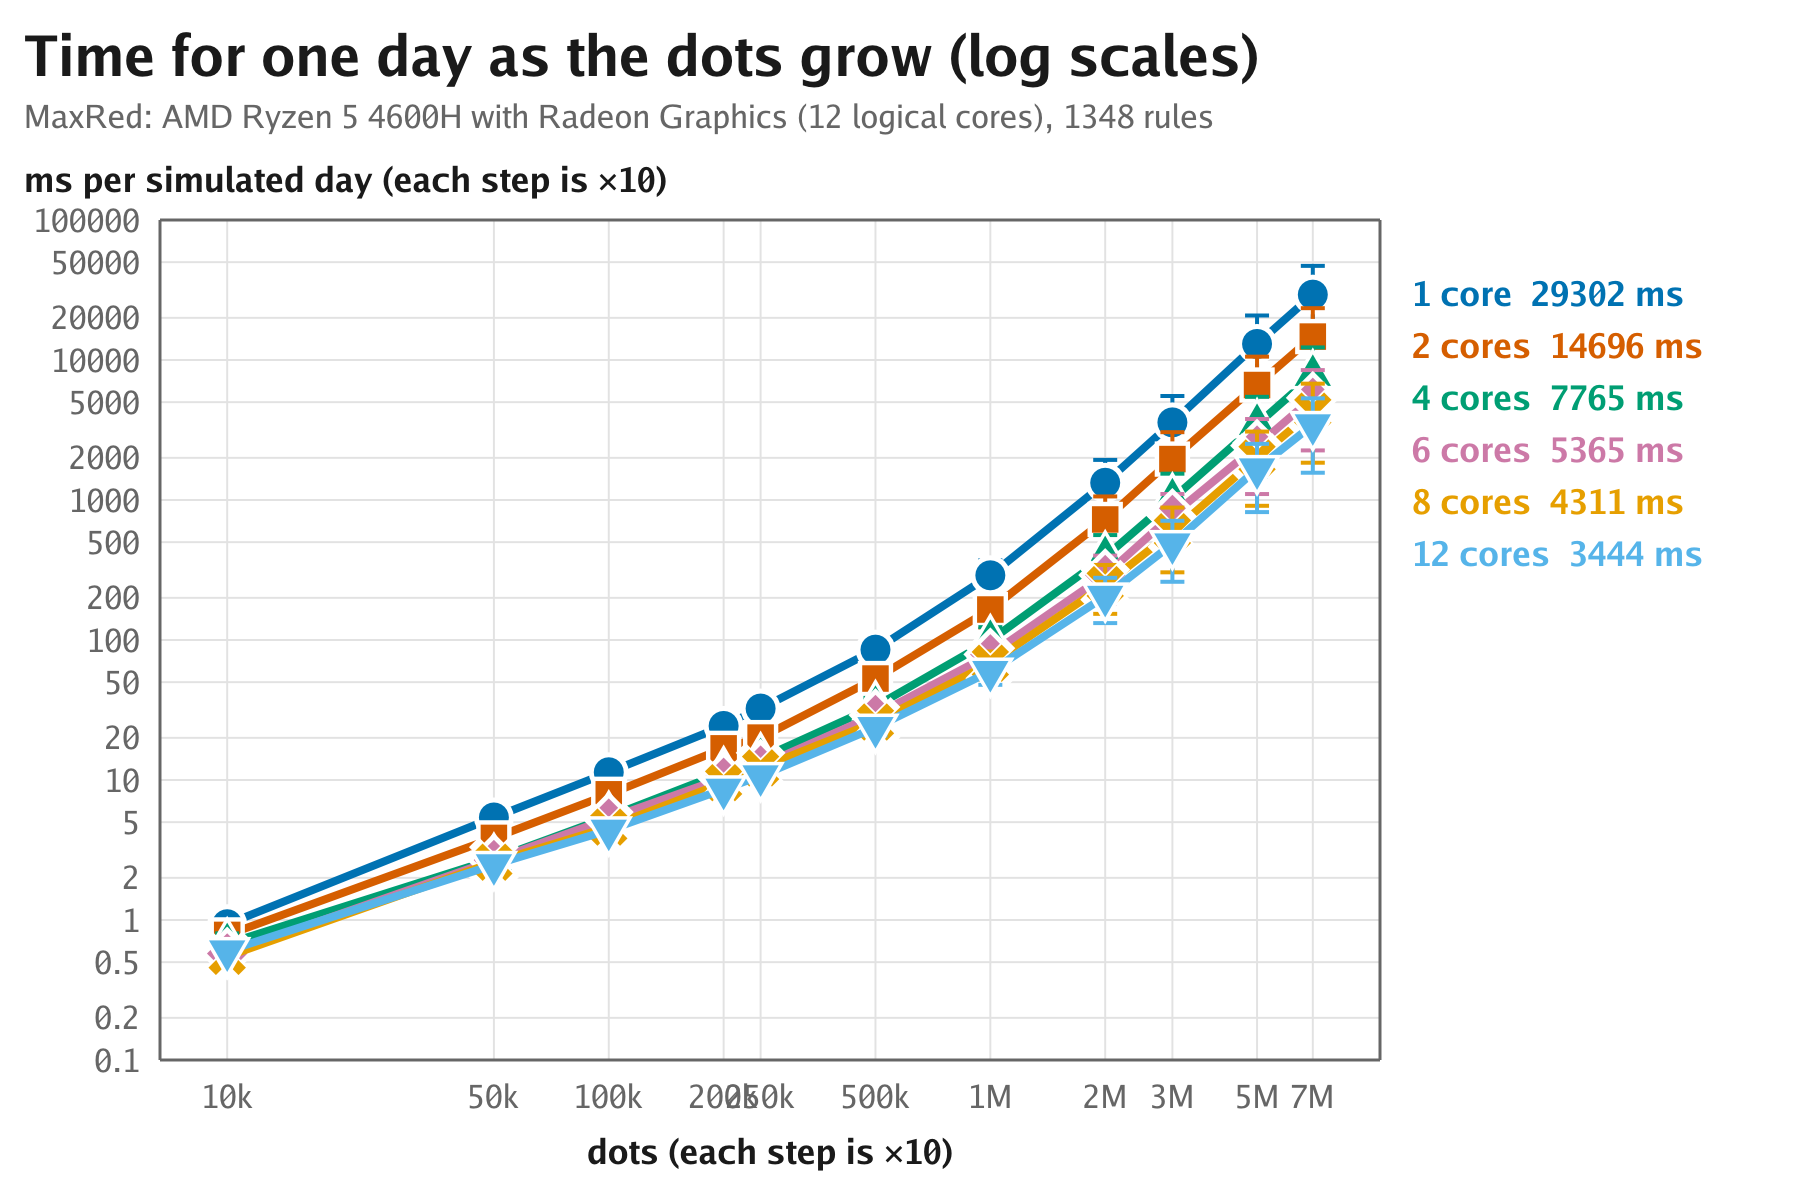 Time for one day as the dots grow (log scales)
MaxRed: AMD Ryzen 5 4600H with Radeon Graphics (12 logical cores), 1348 rules
ms per simulated day (each step is ×10)
100000
50000
20000
10000
5000
2000
1000
500
200
100
50
20
10
5
2
1
0.5
0.2
0.1
1 core 29302 ms
2 cores 14696 ms
4 cores 7765 ms
6 cores 5365 ms
8 cores 4311 ms
12 cores 3444 ms
10k 50k 100k 200k 250k 500k 1M 2M 3M 5M 7M
dots (each step is ×10)